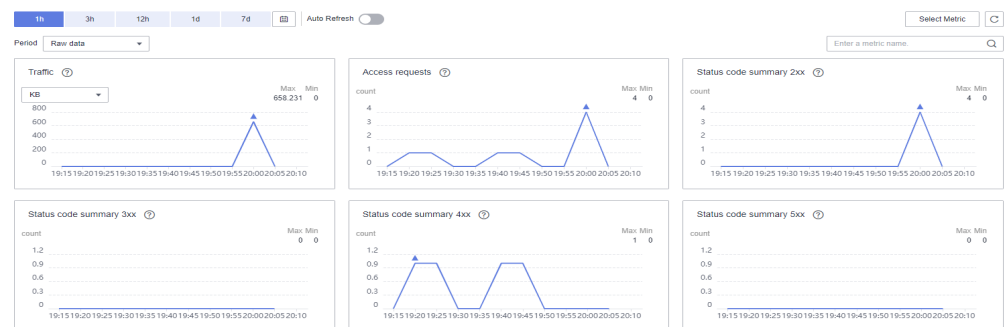 1h 3h 12h 1d 7d Auto Refresh Select Metric
Period Raw data Enter a metric name.
Traffic
KB
Max Min
658.231 0
800
600
400
200
0
19:15 19:20 19:25 19:30 19:35 19:40 19:45 19:50 19:55 20:00 20:05 20:10
Access requests
count
Max Min
4 0
4
3
2
1
0
19:15 19:20 19:25 19:30 19:35 19:40 19:45 19:50 19:55 20:00 20:05 20:10
Status code summary 2xx
count
Max Min
4 0
4
3
2
1
0
19:15 19:20 19:25 19:30 19:35 19:40 19:45 19:50 19:55 20:00 20:05 20:10
Status code summary 3xx
count
Max Min
0 0
1.2
0.9
0.6
0.3
0
19:15 19:20 19:25 19:30 19:35 19:40 19:45 19:50 19:55 20:00 20:05 20:10
Status code summary 4xx
count
Max Min
1 0
1.2
0.9
0.6
0.3
0
19:15 19:20 19:25 19:30 19:35 19:40 19:45 19:50 19:55 20:00 20:05 20:10
Status code summary 5xx
count
Max Min
0 0
1.2
0.9
0.6
0.3
0
19:15 19:20 19:25 19:30 19:35 19:40 19:45 19:50 19:55 20:00 20:05 20:10